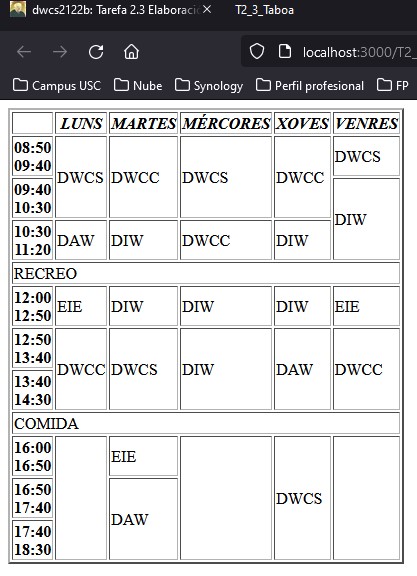 dwcs2122b: Tarefa 2.3 Elaboraci
T2_3_Taboa
localhost:3000/T2_
Campus USC Nube Synology Perfil profesional FP
LUNS MARTES MÉRCORES XOVES VENRES
08:50
09:40
DWCS DWCC DWCS DWCC DWCS
09:40
10:30
DIW
10:30
11:20
DAW DIW DWCC DIW
RECREO
12:00
12:50
EIE DIW DIW DIW EIE
12:50
13:40
DWCC DWCS DIW DAW DWCC
13:40
14:30
COMIDA
16:00
16:50
EIE
DWCS
16:50
17:40
DAW
17:40
18:30